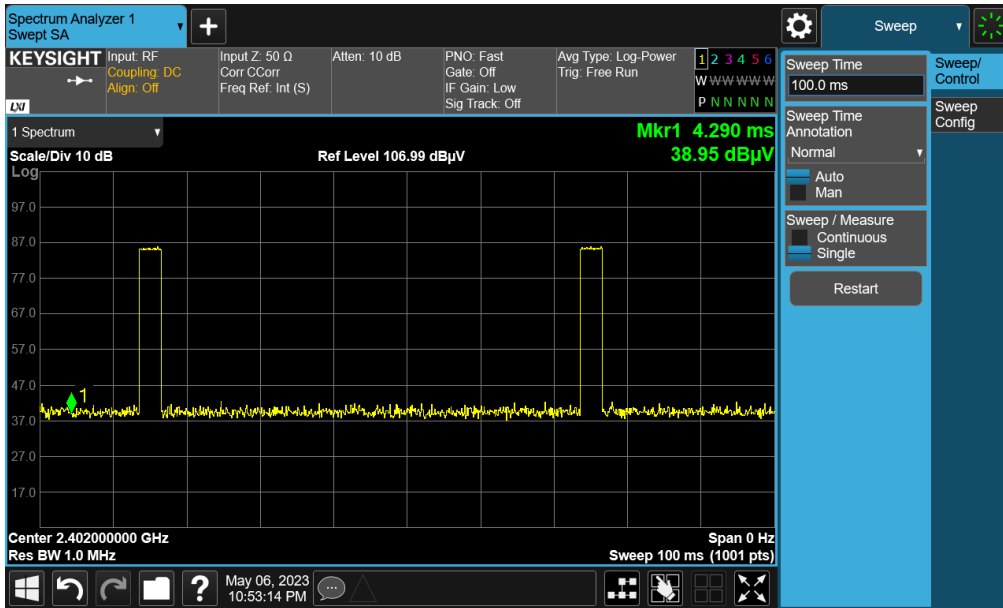 Spectrum Analyzer 1
Swept SA
+
Sweep
KEYSIGHT
LXI
Input: RF
Coupling: DC
Align: Off
Input Z: 50 Ω
Corr CCorr
Freq Ref: Int (S)
Atten: 10 dB
PNO: Fast
Gate: Off
IF Gain: Low
Sig Track: Off
Avg Type: Log-Power
Trig: Free Run
1 2 3 4 5 6
W W W W W W
P N N N N N
1 Spectrum
Scale/Div 10 dB
Log
Ref Level 106.99 dBµV
Mkr1 4.290 ms
38.95 dBµV
97.0
87.0
77.0
67.0
57.0
47.0
37.0
27.0
17.0
1
Center 2.402000000 GHz
Res BW 1.0 MHz
Span 0 Hz
Sweep 100 ms (1001 pts)
?
May 06, 2023
10:53:14 PM
Sweep Time
100.0 ms
Sweep Time
Annotation
Normal
Auto
Man
Sweep / Measure
Continuous
Single
Restart
Sweep/
Control
Sweep
Config